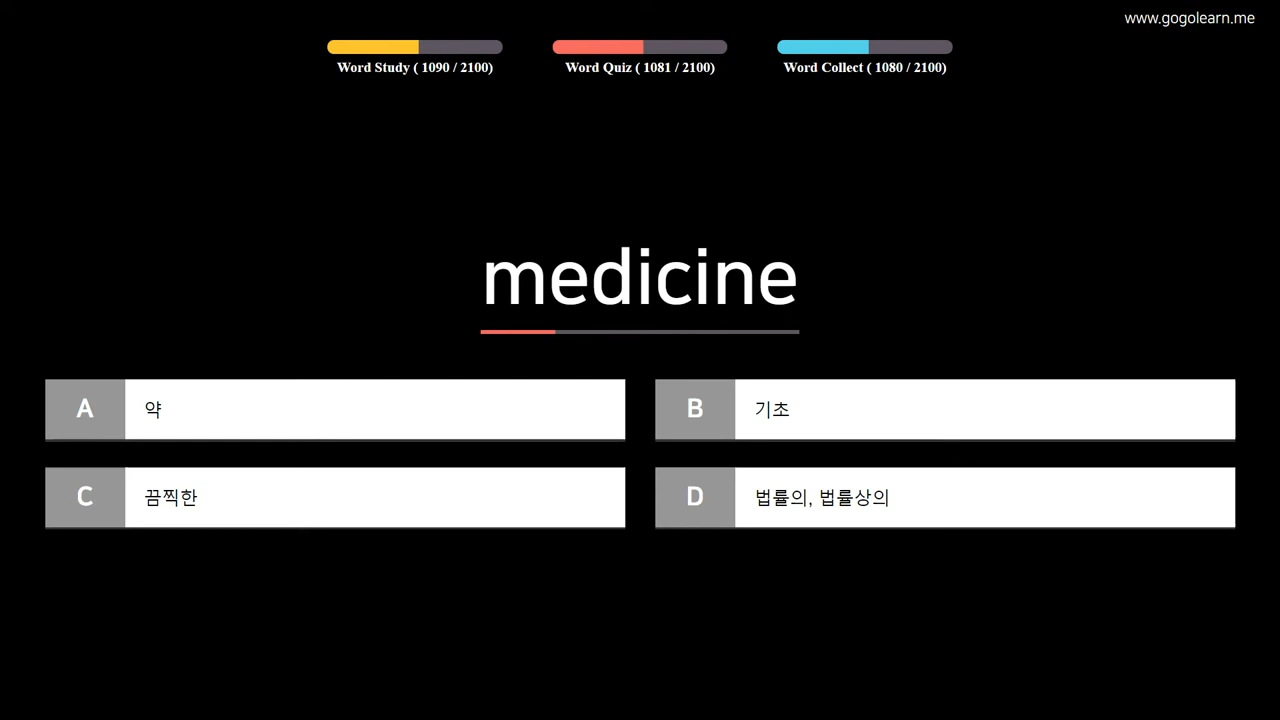 www.gogolearn.me
Word Study ( 1090 / 2100)
Word Quiz ( 1081 / 2100)
Word Collect ( 1080 / 2100)
medicine
A 약
B 기초
C 끔찍한
D 법률의, 법률상의